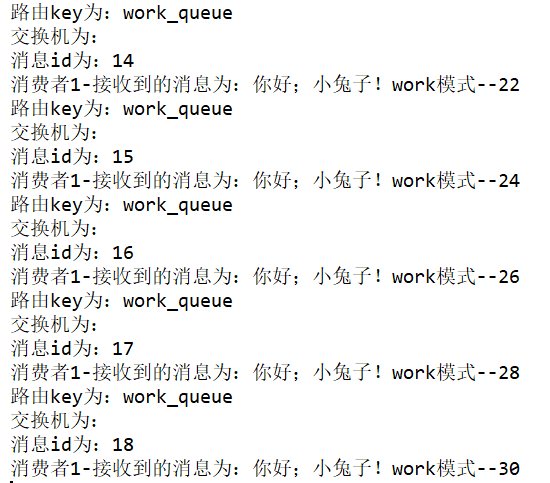 路由key为：work_queue
交换机为：
消息id为：14
消费者1-接收到的消息为：你好；小兔子！work模式--22
路由key为：work_queue
交换机为：
消息id为：15
消费者1-接收到的消息为：你好；小兔子！work模式--24
路由key为：work_queue
交换机为：
消息id为：16
消费者1-接收到的消息为：你好；小兔子！work模式--26
路由key为：work_queue
交换机为：
消息id为：17
消费者1-接收到的消息为：你好；小兔子！work模式--28
路由key为：work_queue
交换机为：
消息id为：18
消费者1-接收到的消息为：你好；小兔子！work模式--30